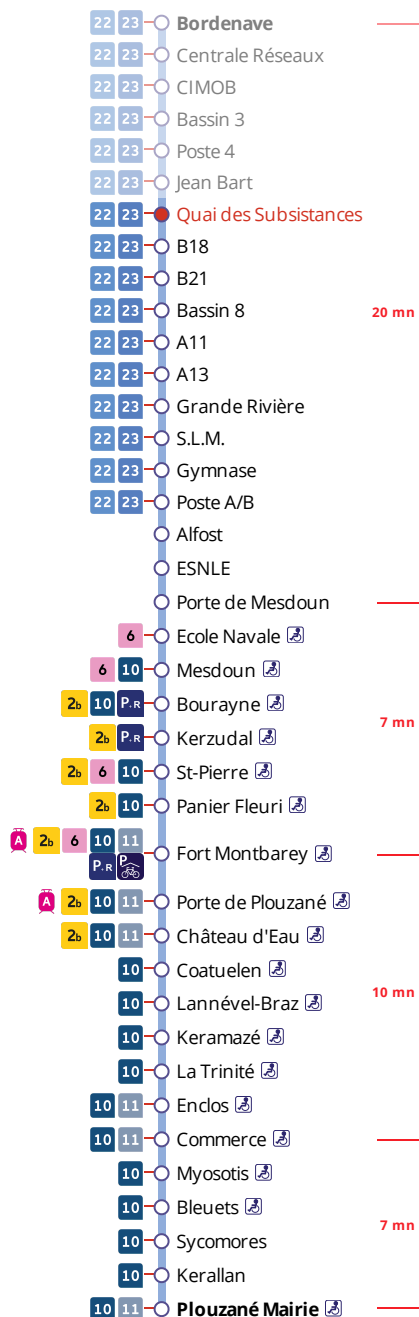 22 23 Bordenave
22 23 Centrale Réseaux
22 23 CIMOB
22 23 Bassin 3
22 23 Poste 4
22 23 Jean Bart
22 23 Quai des Subsistances
22 23 B18
22 23 B21
22 23 Bassin 8 20 mn
22 23 A11
22 23 A13
22 23 Grande Rivière
22 23 S.L.M.
22 23 Gymnase
22 23 Poste A/B
Alfost
ESNLE
Porte de Mesdoun
6 Ecole Navale
6 10 Mesdoun
2b 10 P+R Bourayne 7 mn
2b P+R Kerzudal
2b 6 10 St-Pierre
2b 10 Panier Fleuri
A 2b 6 10 11 Fort Montbarey
P+R P
A 2b 10 11 Porte de Plouzané
2b 10 11 Château d'Eau
10 Coatuelen
10 Lannével-Braz 10 mn
10 Keramazé
10 La Trinité
10 11 Enclos
10 11 Commerce
10 Myosotis
10 Bleuets 7 mn
10 Sycomores
10 Kerallan
10 11 Plouzané Mairie